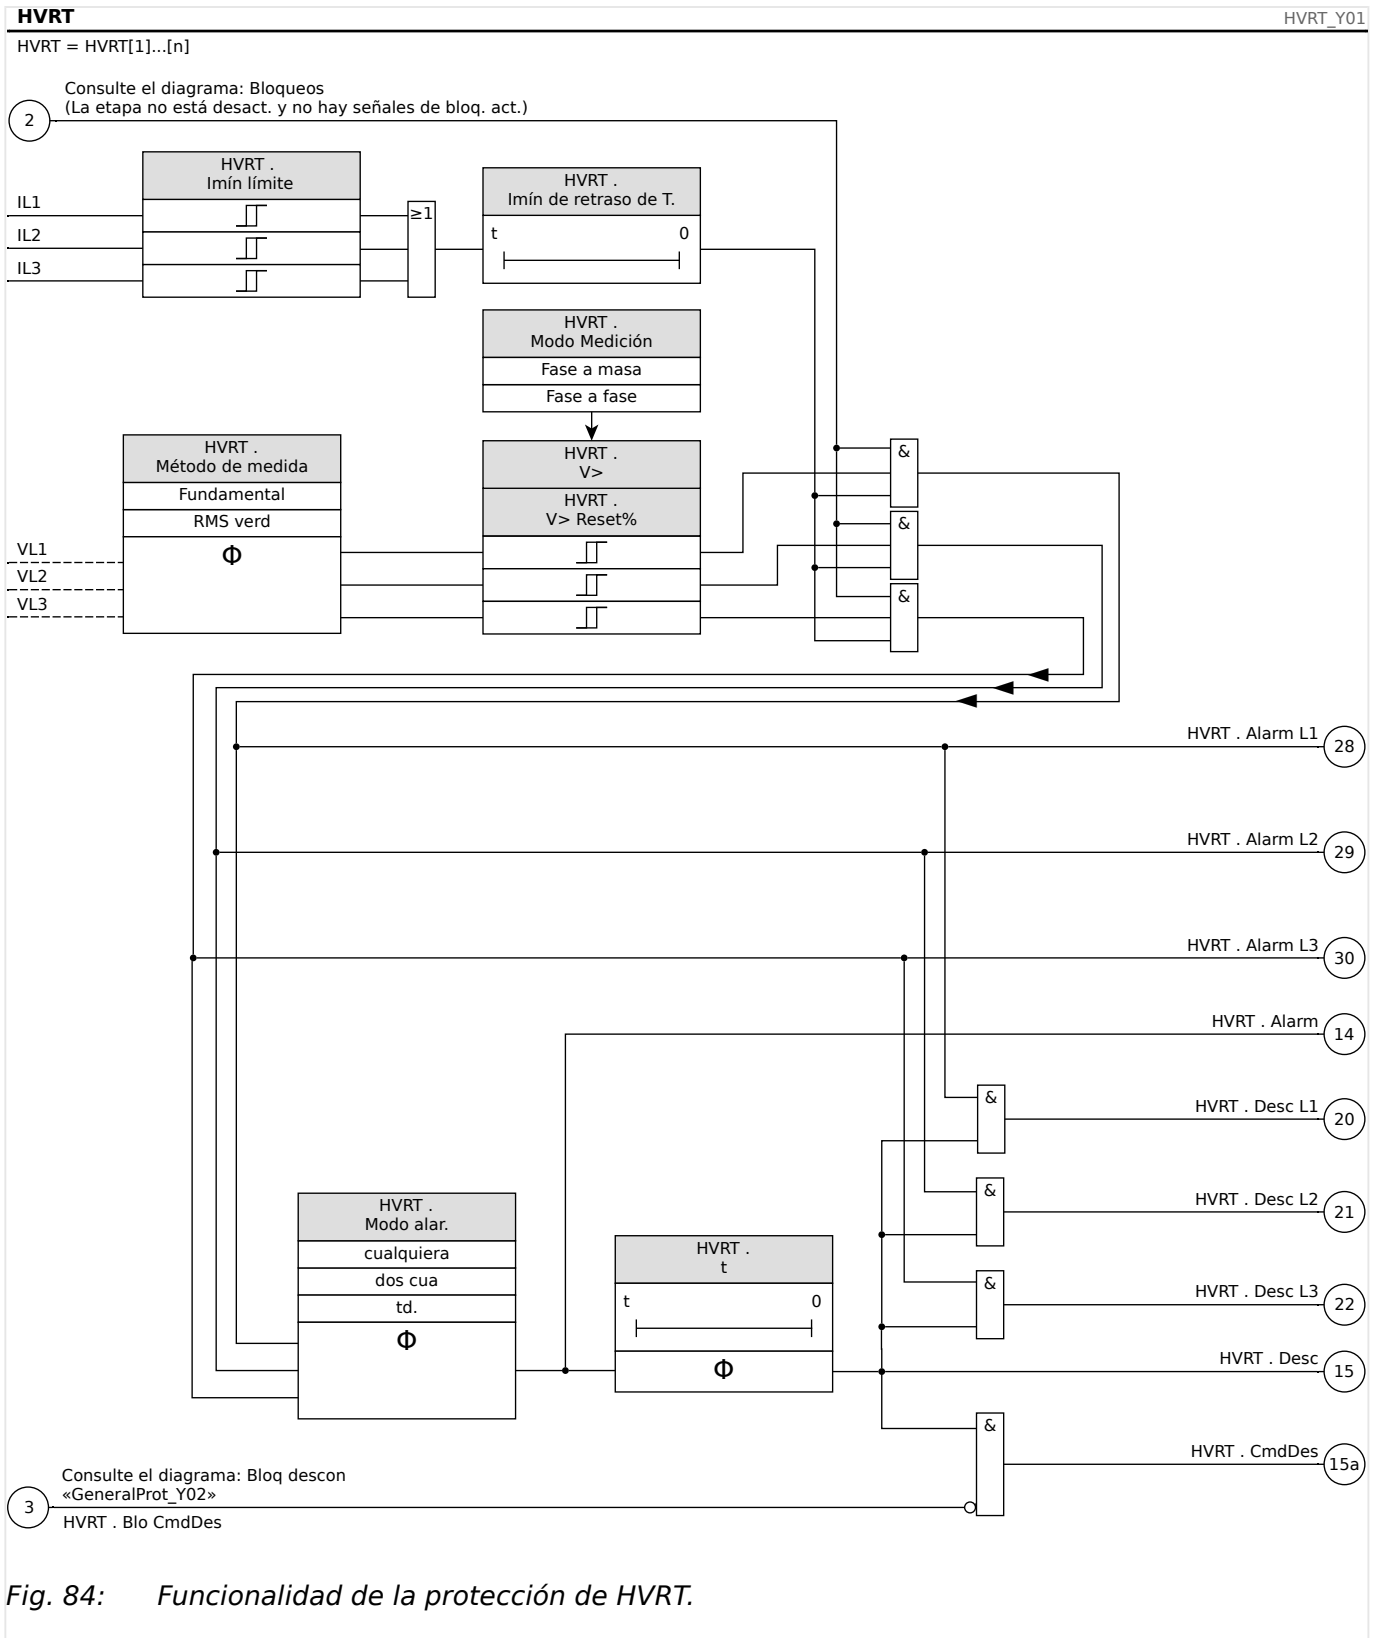 HVRT
HVRT_Y01
HVRT = HVRT[1]...[n]
Consulte el diagrama: Bloqueos
(La etapa no está desact. y no hay señales de bloq. act.)
2
HVRT .
Imín límite
IL1
IL2
IL3
≥1
HVRT .
Imín de retraso de T.
t 0
HVRT .
Modo Medición
Fase a masa
Fase a fase
HVRT .
Método de medida
Fundamental
RMS verd
Φ
VL1
VL2
VL3
HVRT .
V>
HVRT .
V> Reset%
&
&
&
HVRT . Alarm L1
28
HVRT . Alarm L2
29
HVRT . Alarm L3
30
HVRT . Alarm
14
&
HVRT . Desc L1
20
&
HVRT . Desc L2
21
&
HVRT . Desc L3
22
HVRT .
Modo alar.
cualquiera
dos cua
td.
Φ
HVRT .
t
t 0
Φ
HVRT . Desc
15
&
HVRT . CmdDes
15a
Consulte el diagrama: Bloq descon
«GeneralProt_Y02»
3
HVRT . Blo CmdDes
Fig. 84: Funcionalidad de la protección de HVRT.